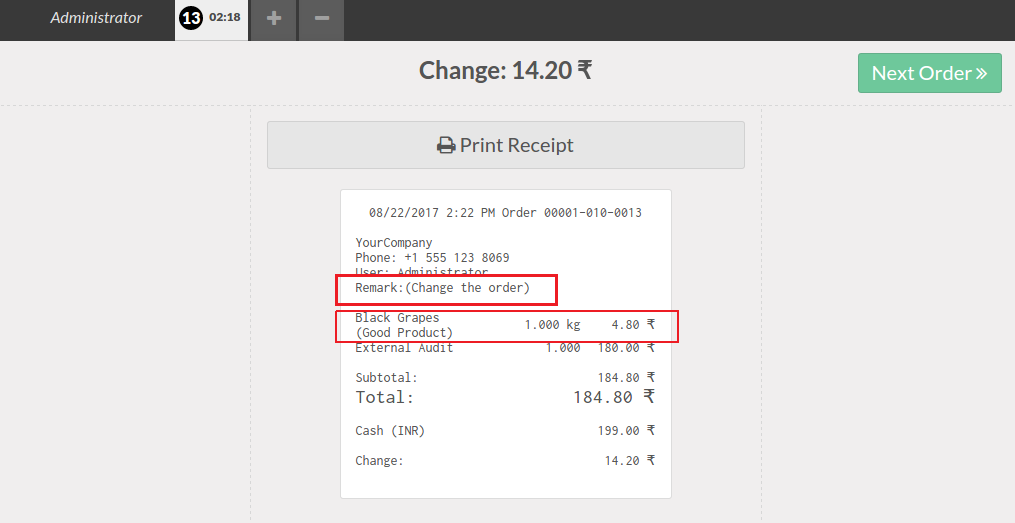 Administrator 13 02:18 + −
Change: 14.20 ₹
Next Order »
Print Receipt
08/22/2017 2:22 PM Order 00001-010-0013
YourCompany
Phone: +1 555 123 8069
User: Administrator
Remark:(Change the order)
Black Grapes 1.000 kg 4.80 ₹
(Good Product)
External Audit 1.000 180.00 ₹
Subtotal: 184.80 ₹
Total: 184.80 ₹
Cash (INR) 199.00 ₹
Change: 14.20 ₹